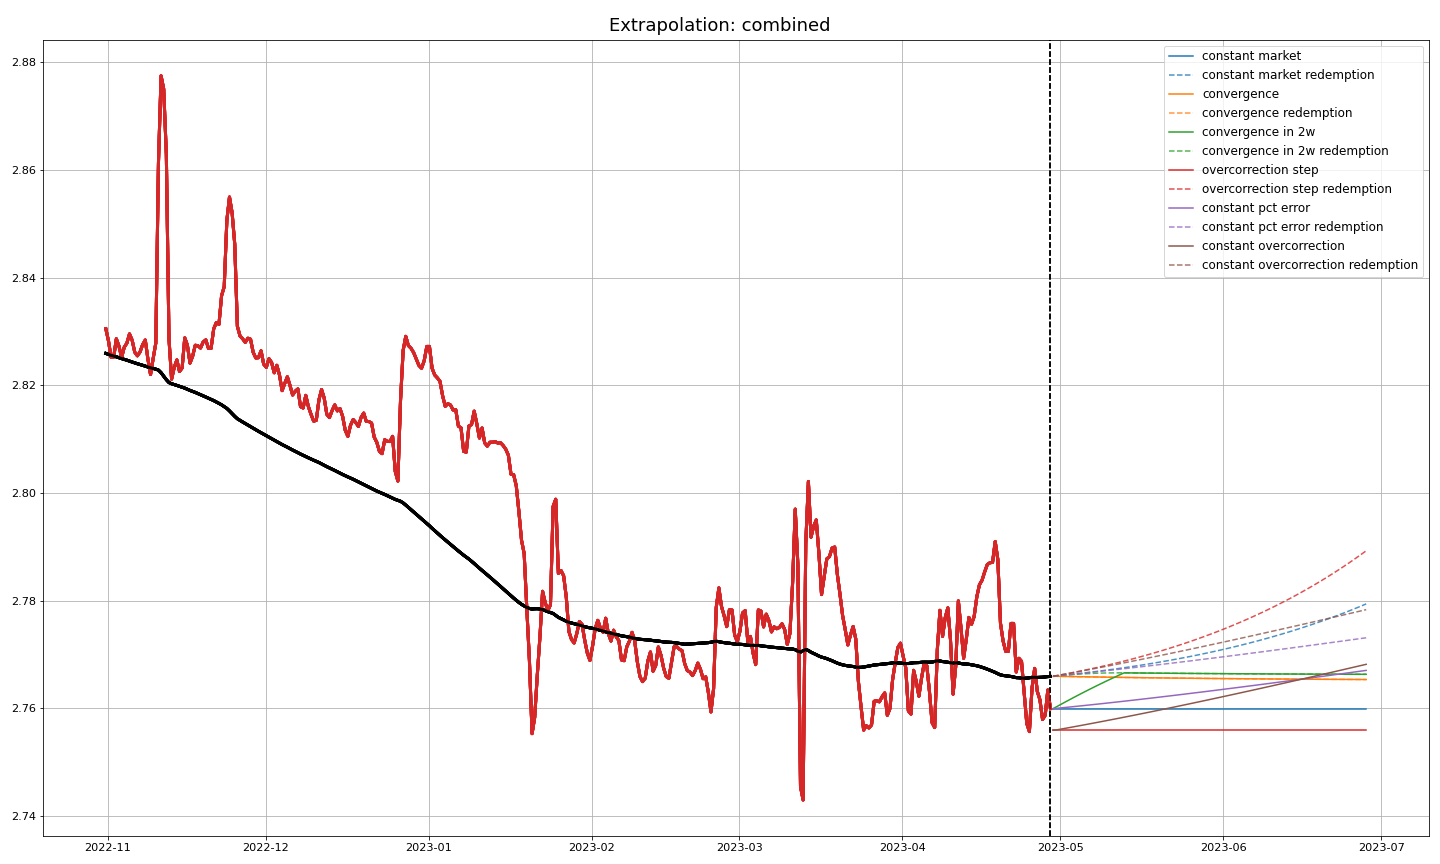 Extrapolation: combined
2.88
2.86
2.84
2.82
2.80
2.78
2.76
2.74
constant market
constant market redemption
convergence
convergence redemption
convergence in 2w
convergence in 2w redemption
overcorrection step
overcorrection step redemption
constant pct error
constant pct error redemption
constant overcorrection
constant overcorrection redemption
2022-11 2022-12 2023-01 2023-02 2023-03 2023-04 2023-05 2023-06 2023-07